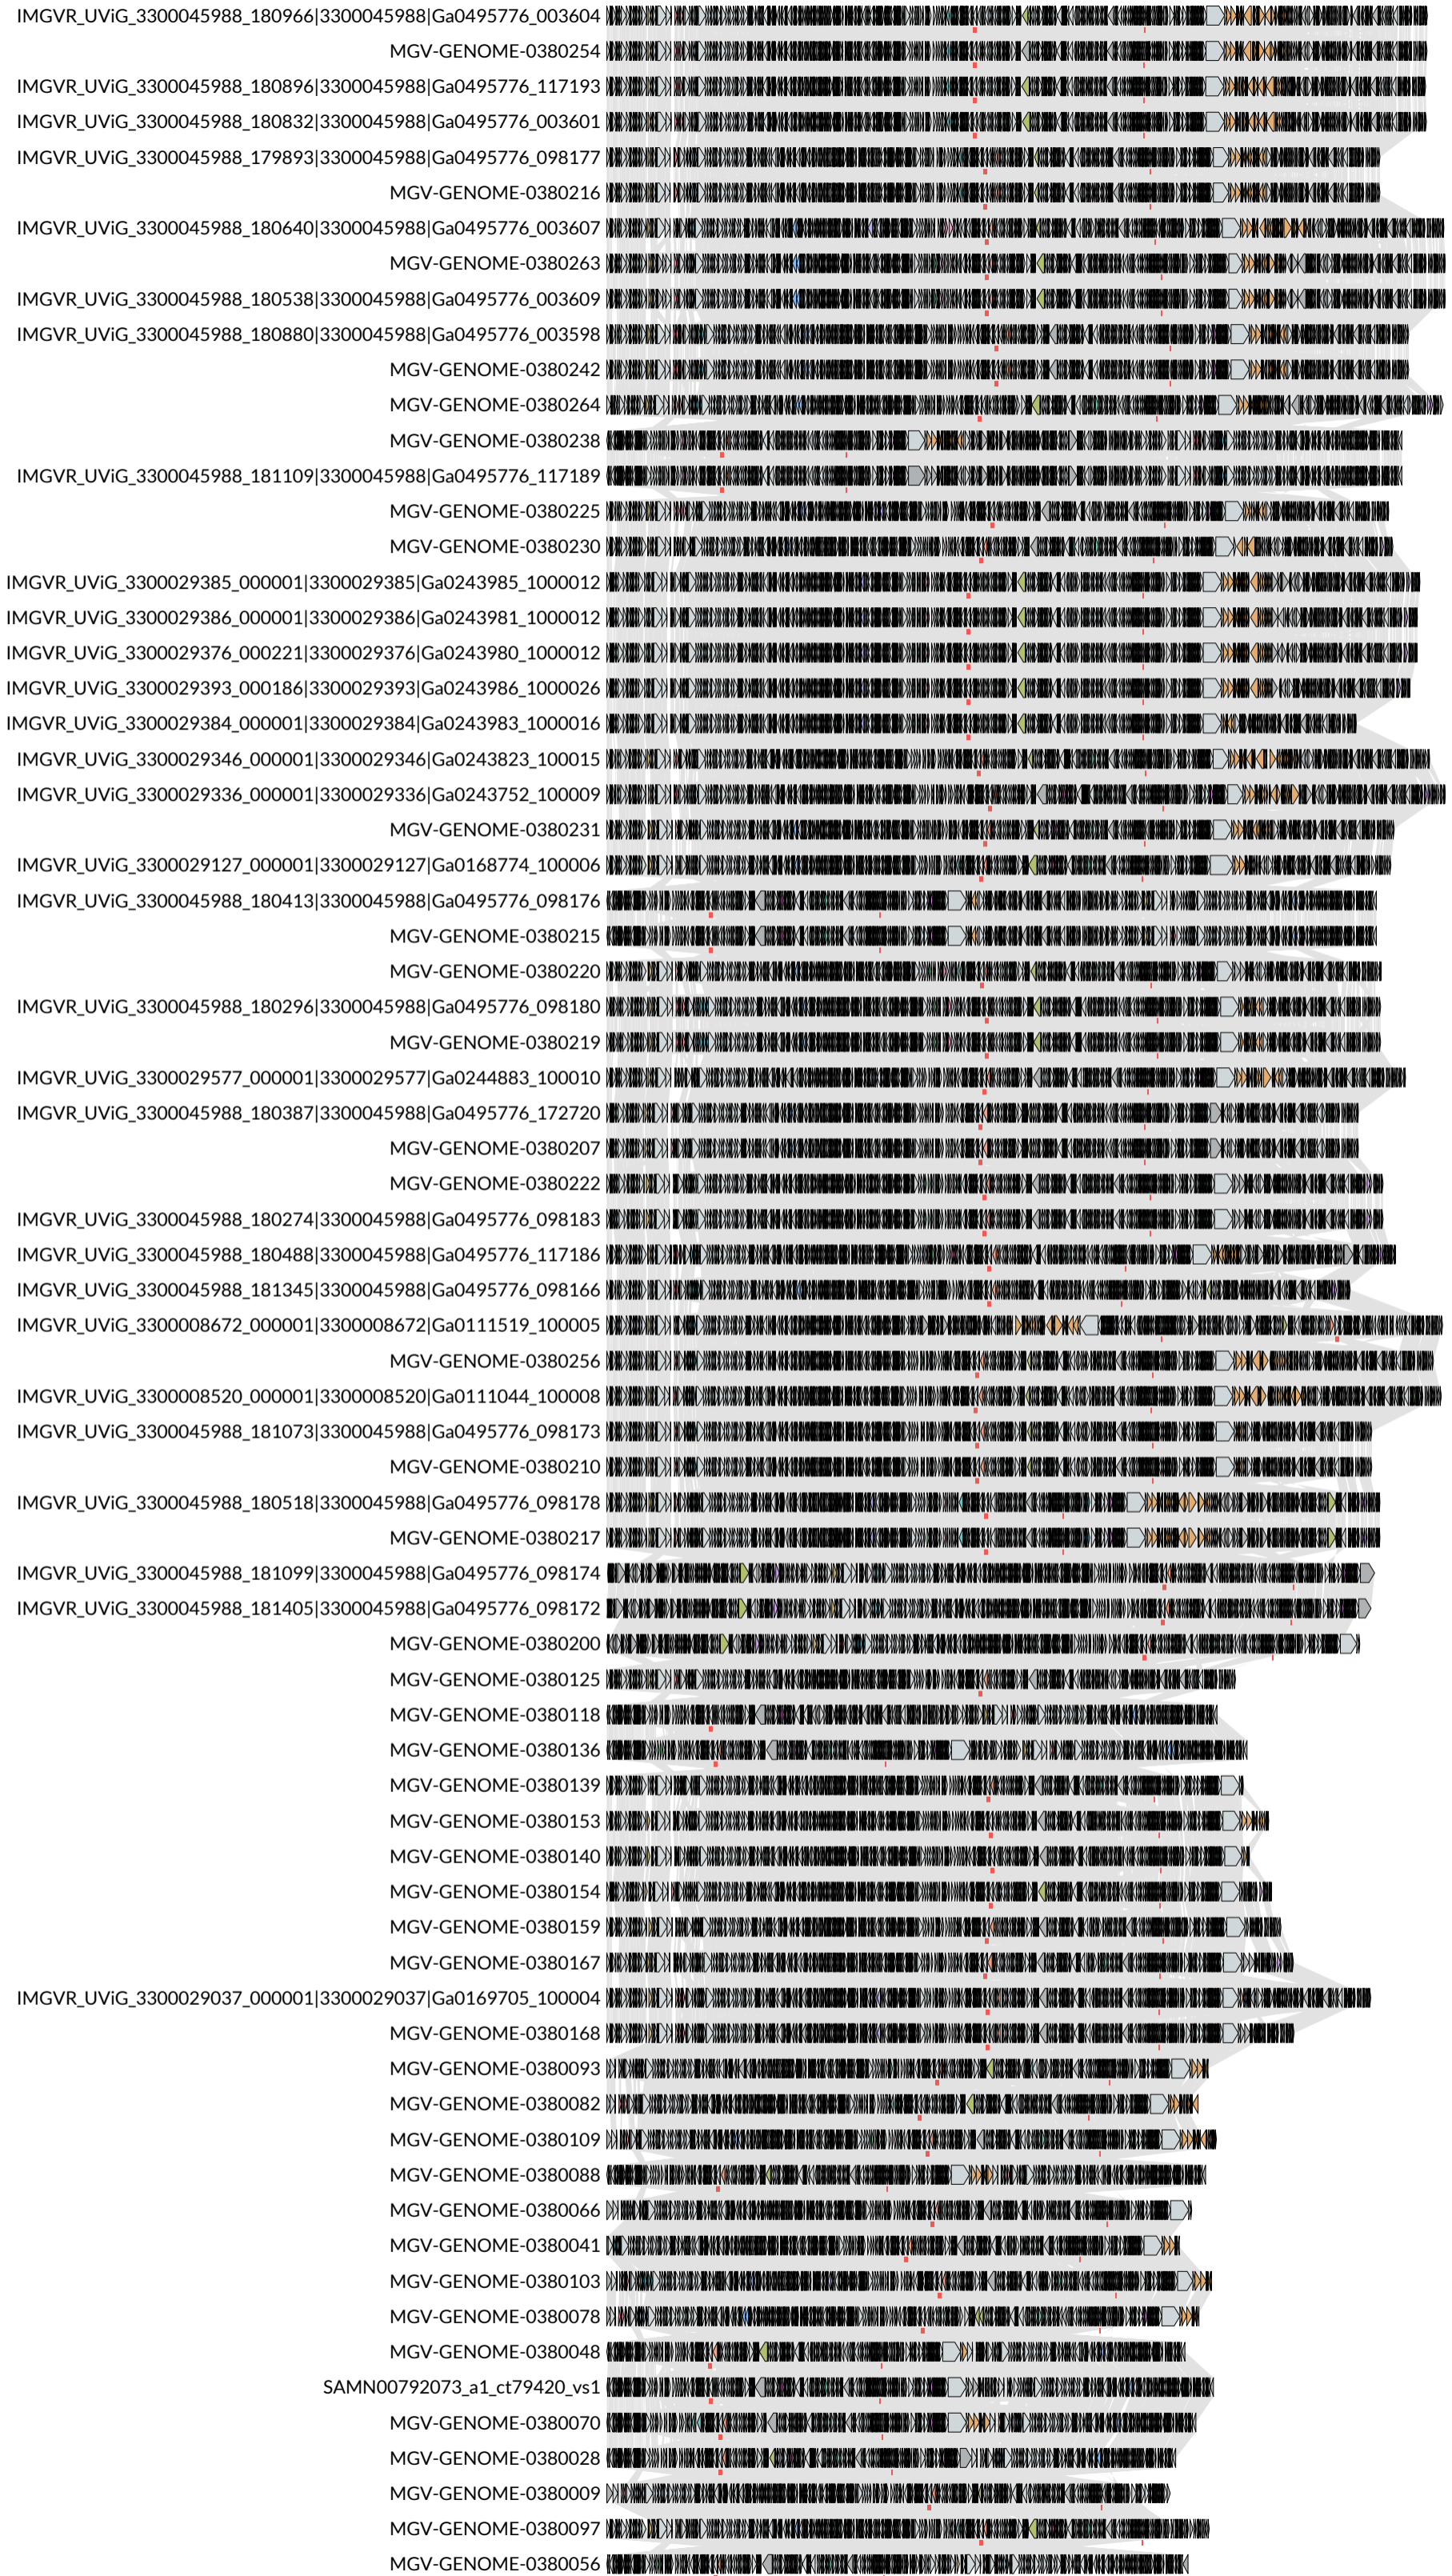 IMGVR_UViG_3300045988_180966|3300045988|Ga0495776_003604
MGV-GENOME-0380254
IMGVR_UViG_3300045988_180896|3300045988|Ga0495776_117193
IMGVR_UViG_3300045988_180832|3300045988|Ga0495776_003601
IMGVR_UViG_3300045988_179893|3300045988|Ga0495776_098177
MGV-GENOME-0380216
IMGVR_UViG_3300045988_180640|3300045988|Ga0495776_003607
MGV-GENOME-0380263
IMGVR_UViG_3300045988_180538|3300045988|Ga0495776_003609
IMGVR_UViG_3300045988_180880|3300045988|Ga0495776_003598
MGV-GENOME-0380242
MGV-GENOME-0380264
MGV-GENOME-0380238
IMGVR_UViG_3300045988_181109|3300045988|Ga0495776_117189
MGV-GENOME-0380225
MGV-GENOME-0380230
IMGVR_UViG_3300029385_000001|3300029385|Ga0243985_1000012
IMGVR_UViG_3300029386_000001|3300029386|Ga0243981_1000012
IMGVR_UViG_3300029376_000221|3300029376|Ga0243980_1000012
IMGVR_UViG_3300029393_000186|3300029393|Ga0243986_1000026
IMGVR_UViG_3300029384_000001|3300029384|Ga0243983_1000016
IMGVR_UViG_3300029346_000001|3300029346|Ga0243823_100015
IMGVR_UViG_3300029336_000001|3300029336|Ga0243752_100009
MGV-GENOME-0380231
IMGVR_UViG_3300029127_000001|3300029127|Ga0168774_100006
IMGVR_UViG_3300045988_180413|3300045988|Ga0495776_098176
MGV-GENOME-0380215
MGV-GENOME-0380220
IMGVR_UViG_3300045988_180296|3300045988|Ga0495776_098180
MGV-GENOME-0380219
IMGVR_UViG_3300029577_000001|3300029577|Ga0244883_100010
IMGVR_UViG_3300045988_180387|3300045988|Ga0495776_172720
MGV-GENOME-0380207
MGV-GENOME-0380222
IMGVR_UViG_3300045988_180274|3300045988|Ga0495776_098183
IMGVR_UViG_3300045988_180488|3300045988|Ga0495776_117186
IMGVR_UViG_3300045988_181345|3300045988|Ga0495776_098166
IMGVR_UViG_3300008672_000001|3300008672|Ga0111519_100005
MGV-GENOME-0380256
IMGVR_UViG_3300008520_000001|3300008520|Ga0111044_100008
IMGVR_UViG_3300045988_181073|3300045988|Ga0495776_098173
MGV-GENOME-0380210
IMGVR_UViG_3300045988_180518|3300045988|Ga0495776_098178
MGV-GENOME-0380217
IMGVR_UViG_3300045988_181099|3300045988|Ga0495776_098174
IMGVR_UViG_3300045988_181405|3300045988|Ga0495776_098172
MGV-GENOME-0380200
MGV-GENOME-0380125
MGV-GENOME-0380118
MGV-GENOME-0380136
MGV-GENOME-0380139
MGV-GENOME-0380153
MGV-GENOME-0380140
MGV-GENOME-0380154
MGV-GENOME-0380159
MGV-GENOME-0380167
IMGVR_UViG_3300029037_000001|3300029037|Ga0169705_100004
MGV-GENOME-0380168
MGV-GENOME-0380093
MGV-GENOME-0380082
MGV-GENOME-0380109
MGV-GENOME-0380088
MGV-GENOME-0380066
MGV-GENOME-0380041
MGV-GENOME-0380103
MGV-GENOME-0380078
MGV-GENOME-0380048
SAMN00792073_a1_ct79420_vs1
MGV-GENOME-0380070
MGV-GENOME-0380028
MGV-GENOME-0380009
MGV-GENOME-0380097
MGV-GENOME-0380056